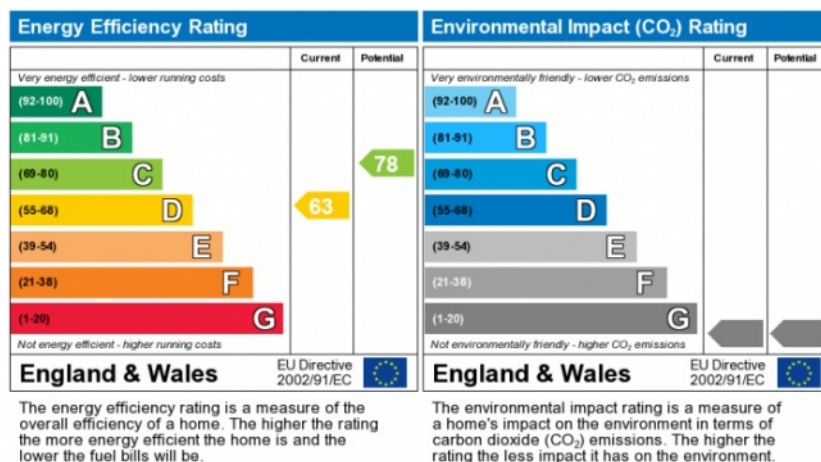 Energy Efficiency Rating
Current Potential
Very energy efficient - lower running costs
(92-100) A
(81-91) B
(69-80) C
78
(55-68) D
63
(39-54) E
(21-38) F
(1-20) G
Not energy efficient - higher running costs
England & Wales
EU Directive
2002/91/EC
The energy efficiency rating is a measure of the
overall efficiency of a home. The higher the rating
the more energy efficient the home is and the
lower the fuel bills will be.
Environmental Impact (CO₂) Rating
Current Potential
Very environmentally friendly - lower CO₂ emissions
(92-100) A
(81-91) B
(69-80) C
(55-68) D
(39-54) E
(21-38) F
(1-20) G
Not environmentally friendly - higher CO₂ emissions
England & Wales
EU Directive
2002/91/EC
The environmental impact rating is a measure of
a home's impact on the environment in terms of
carbon dioxide (CO₂) emissions. The higher the
rating the less impact it has on the environment.